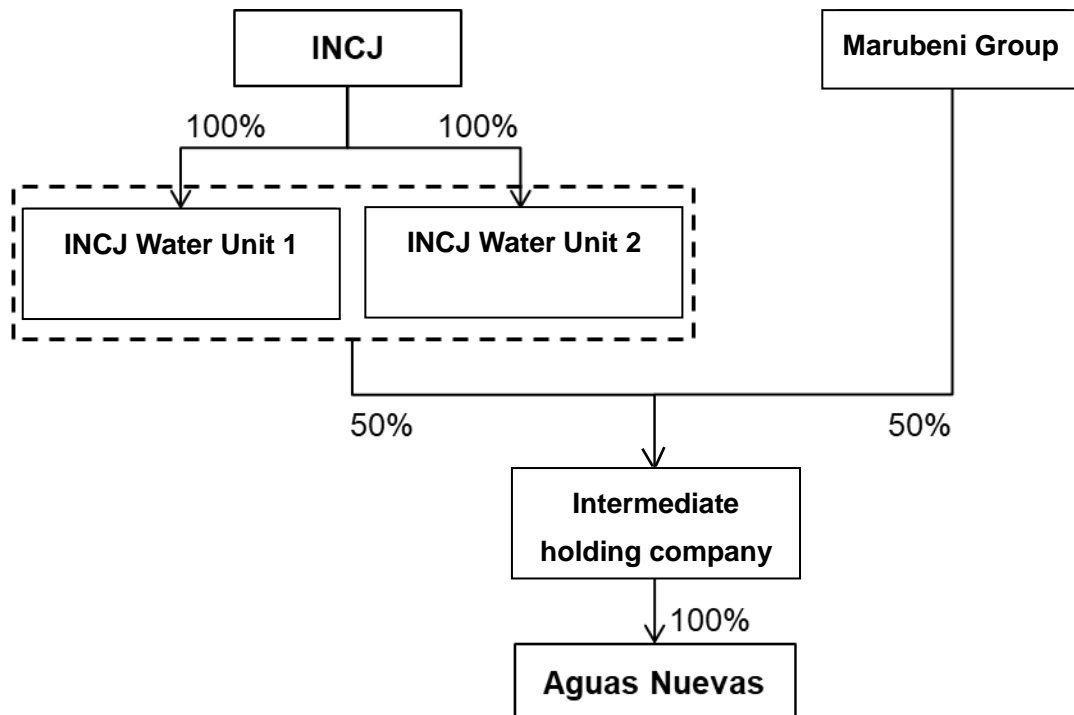 INCJ
Marubeni Group
100%
100%
INCJ Water Unit 1
INCJ Water Unit 2
50%
50%
Intermediate
holding company
100%
Aguas Nuevas